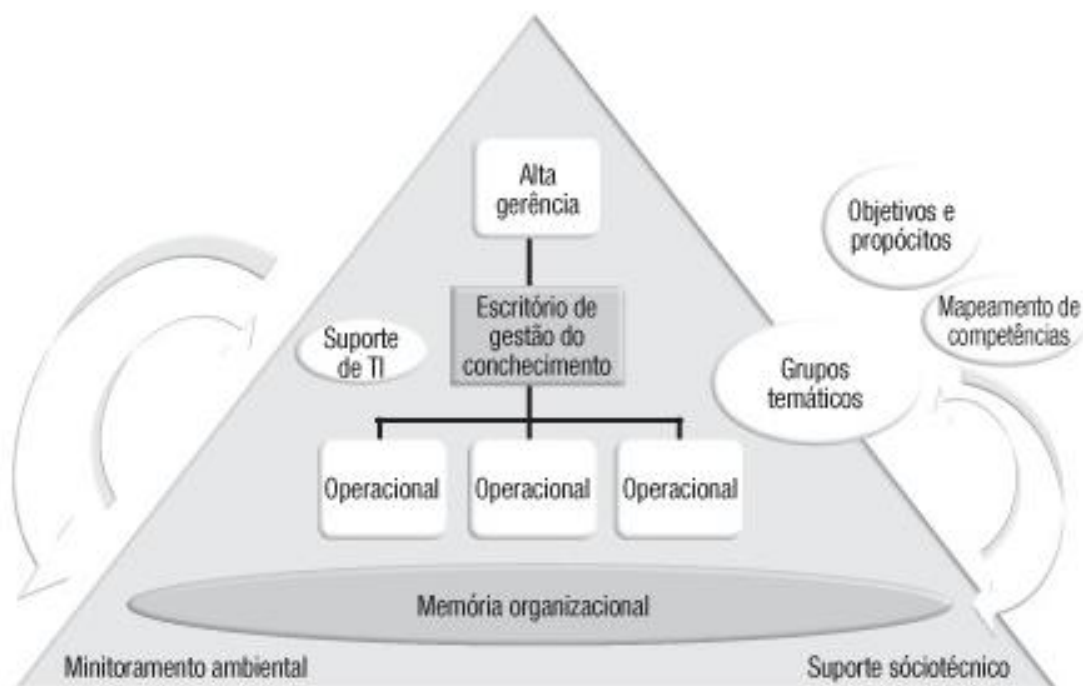 Alta
gerência
Objetivos e
propócitos
Mapeamento de
competências
Escritório de
gestão do
conchecimento
Suporte
de TI
Grupos
temáticos
Operacional
Operacional
Operacional
Memória organizacional
Minitoramento ambiental
Suporte sóciotécnico